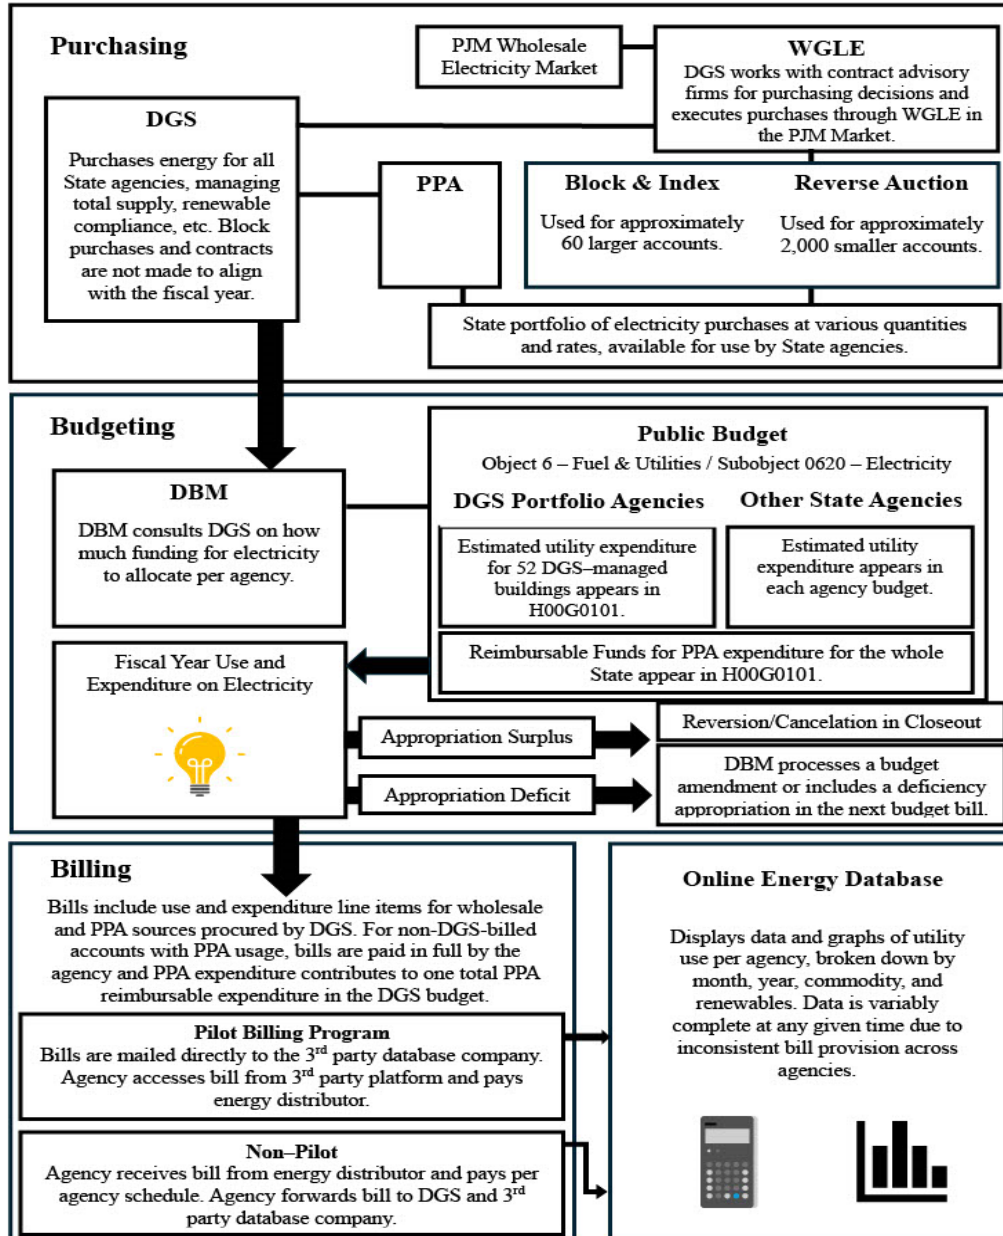 Purchasing
PJM Wholesale
Electricity Market
WGLE
DGS works with contract advisory
firms for purchasing decisions and
executes purchases through WGLE in
the PJM Market.
DGS
Purchases energy for all
State agencies, managing
total supply, renewable
compliance, etc. Block
purchases and contracts
are not made to align
with the fiscal year.
PPA
Block & Index
Used for approximately
60 larger accounts.
Reverse Auction
Used for approximately
2,000 smaller accounts.
State portfolio of electricity purchases at various quantities
and rates, available for use by State agencies.
Budgeting
DBM
DBM consults DGS on how
much funding for electricity
to allocate per agency.
Public Budget
Object 6 – Fuel & Utilities / Subobject 0620 – Electricity
DGS Portfolio Agencies
Estimated utility expenditure
for 52 DGS–managed
buildings appears in
H00G0101.
Other State Agencies
Estimated utility
expenditure appears in
each agency budget.
Reimbursable Funds for PPA expenditure for the whole
State appear in H00G0101.
Fiscal Year Use and
Expenditure on Electricity
Appropriation Surplus
Reversion/Cancelation in Closeout
Appropriation Deficit
DBM processes a budget
amendment or includes a deficiency
appropriation in the next budget bill.
Billing
Bills include use and expenditure line items for wholesale
and PPA sources procured by DGS. For non-DGS-billed
accounts with PPA usage, bills are paid in full by the
agency and PPA expenditure contributes to one total PPA
reimbursable expenditure in the DGS budget.
Pilot Billing Program
Bills are mailed directly to the 3rd party database company.
Agency accesses bill from 3rd party platform and pays
energy distributor.
Non–Pilot
Agency receives bill from energy distributor and pays per
agency schedule. Agency forwards bill to DGS and 3rd
party database company.
Online Energy Database
Displays data and graphs of utility
use per agency, broken down by
month, year, commodity, and
renewables. Data is variably
complete at any given time due to
inconsistent bill provision across
agencies.